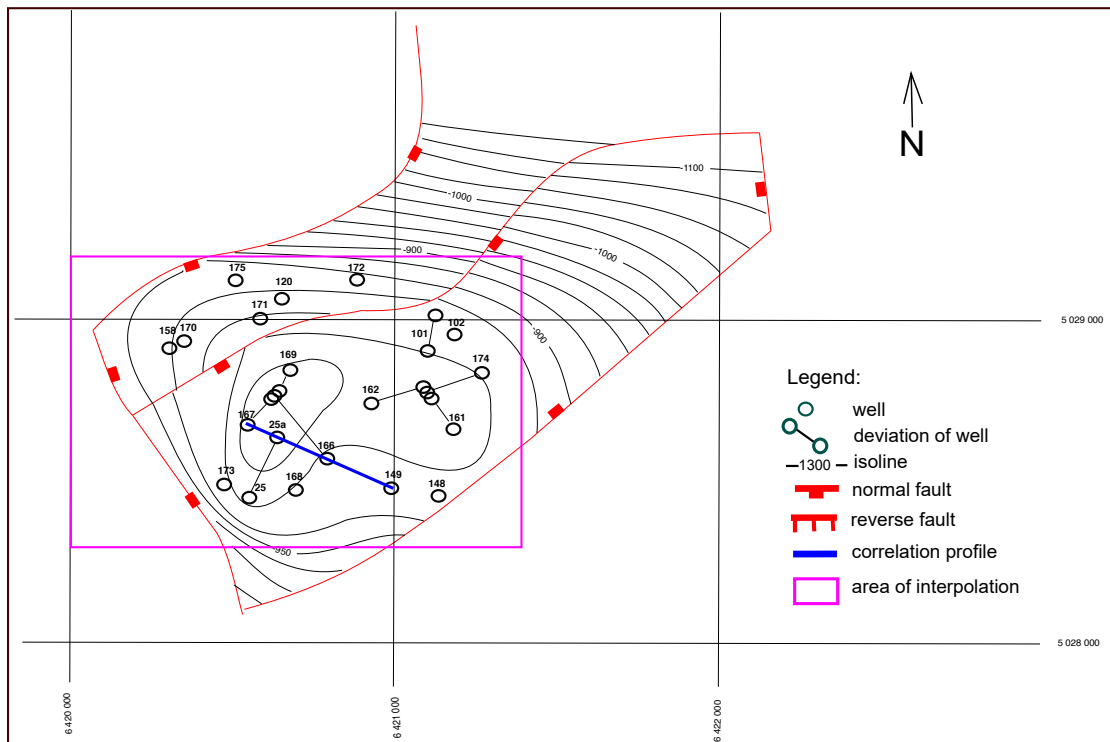 -1100
N
-1000
-900
-1000
175
172
120
171
158
170
101
102
-900
5 029 000
169
174
162
Legend:
well
deviation of well
-1300
isoline
normal fault
reverse fault
correlation profile
area of interpolation
167
25a
161
166
173
25
168
149
148
-950
5 028 000
6 420 000
6 421 000
6 422 000